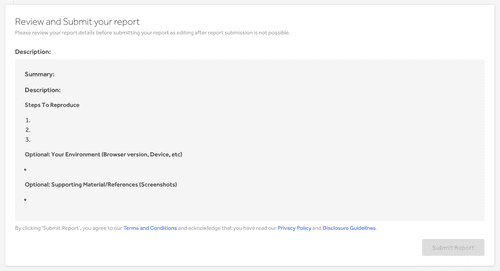 Review and Submit your report
Please review your report details before submitting your report as editing after report submission is not possible.
Description:
Summary:
Description:
Steps To Reproduce
1.
2.
3.
Optional: Your Environment (Browser version, Device, etc)
•
Optional: Supporting Material/References (Screenshots)
•
By clicking 'Submit Report', you agree to our Terms and Conditions and acknowledge that you have read our Privacy Policy and Disclosure Guidelines.
Submit Report